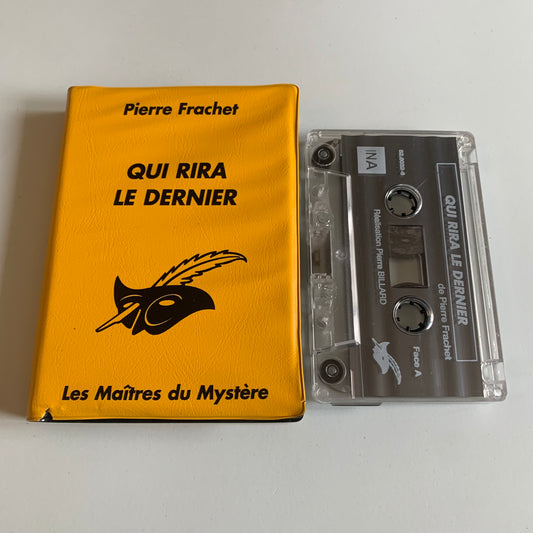 Pierre Frachet
QUI RIRA
LE DERNIER
Les Maîtres du Mystère
INA
QUI RIRA LE DERNIER
de Pierre Frachet
Réalisation Pierre BILLARD
Face A